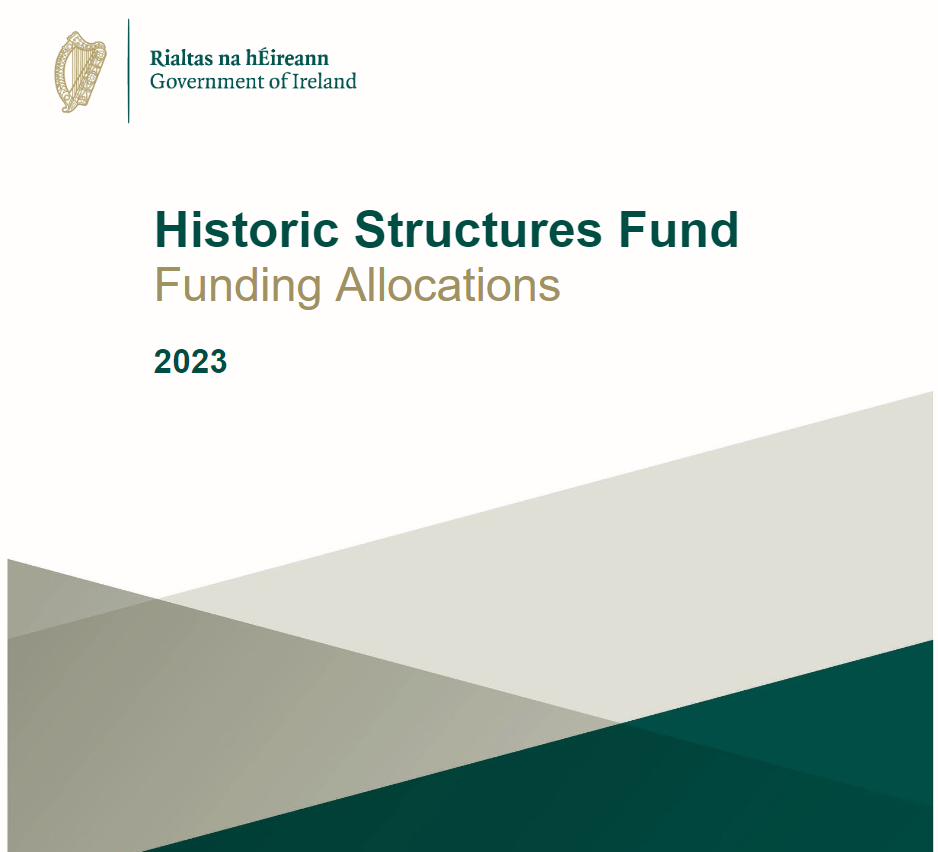 Rialtas na hÉireann
Government of Ireland
Historic Structures Fund
Funding Allocations
2023